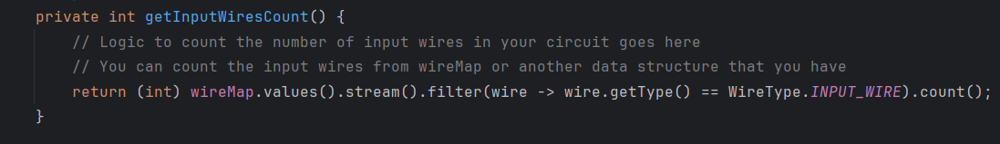 private int getInputWiresCount() {
// Logic to count the number of input wires in your circuit goes here
// You can count the input wires from wireMap or another data structure that you have
return (int) wireMap.values().stream().filter(wire -> wire.getType() == WireType.INPUT_WIRE).count();
}